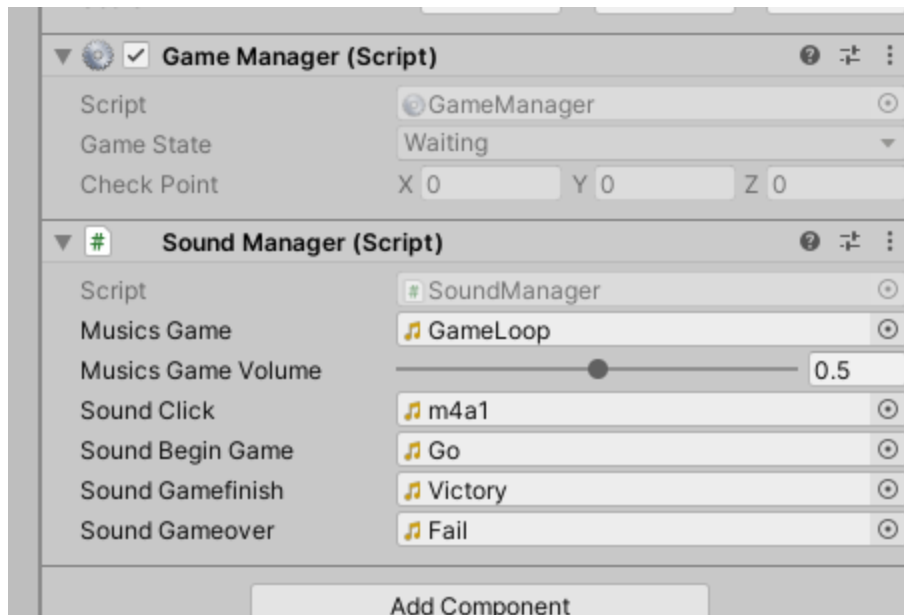 Game Manager (Script)
Script GameManager
Game State Waiting
Check Point X 0 Y 0 Z 0
# Sound Manager (Script)
Script # SoundManager
Musics Game GameLoop
Musics Game Volume 0.5
Sound Click m4a1
Sound Begin Game Go
Sound Gamefinish Victory
Sound Gameover Fail
Add Component